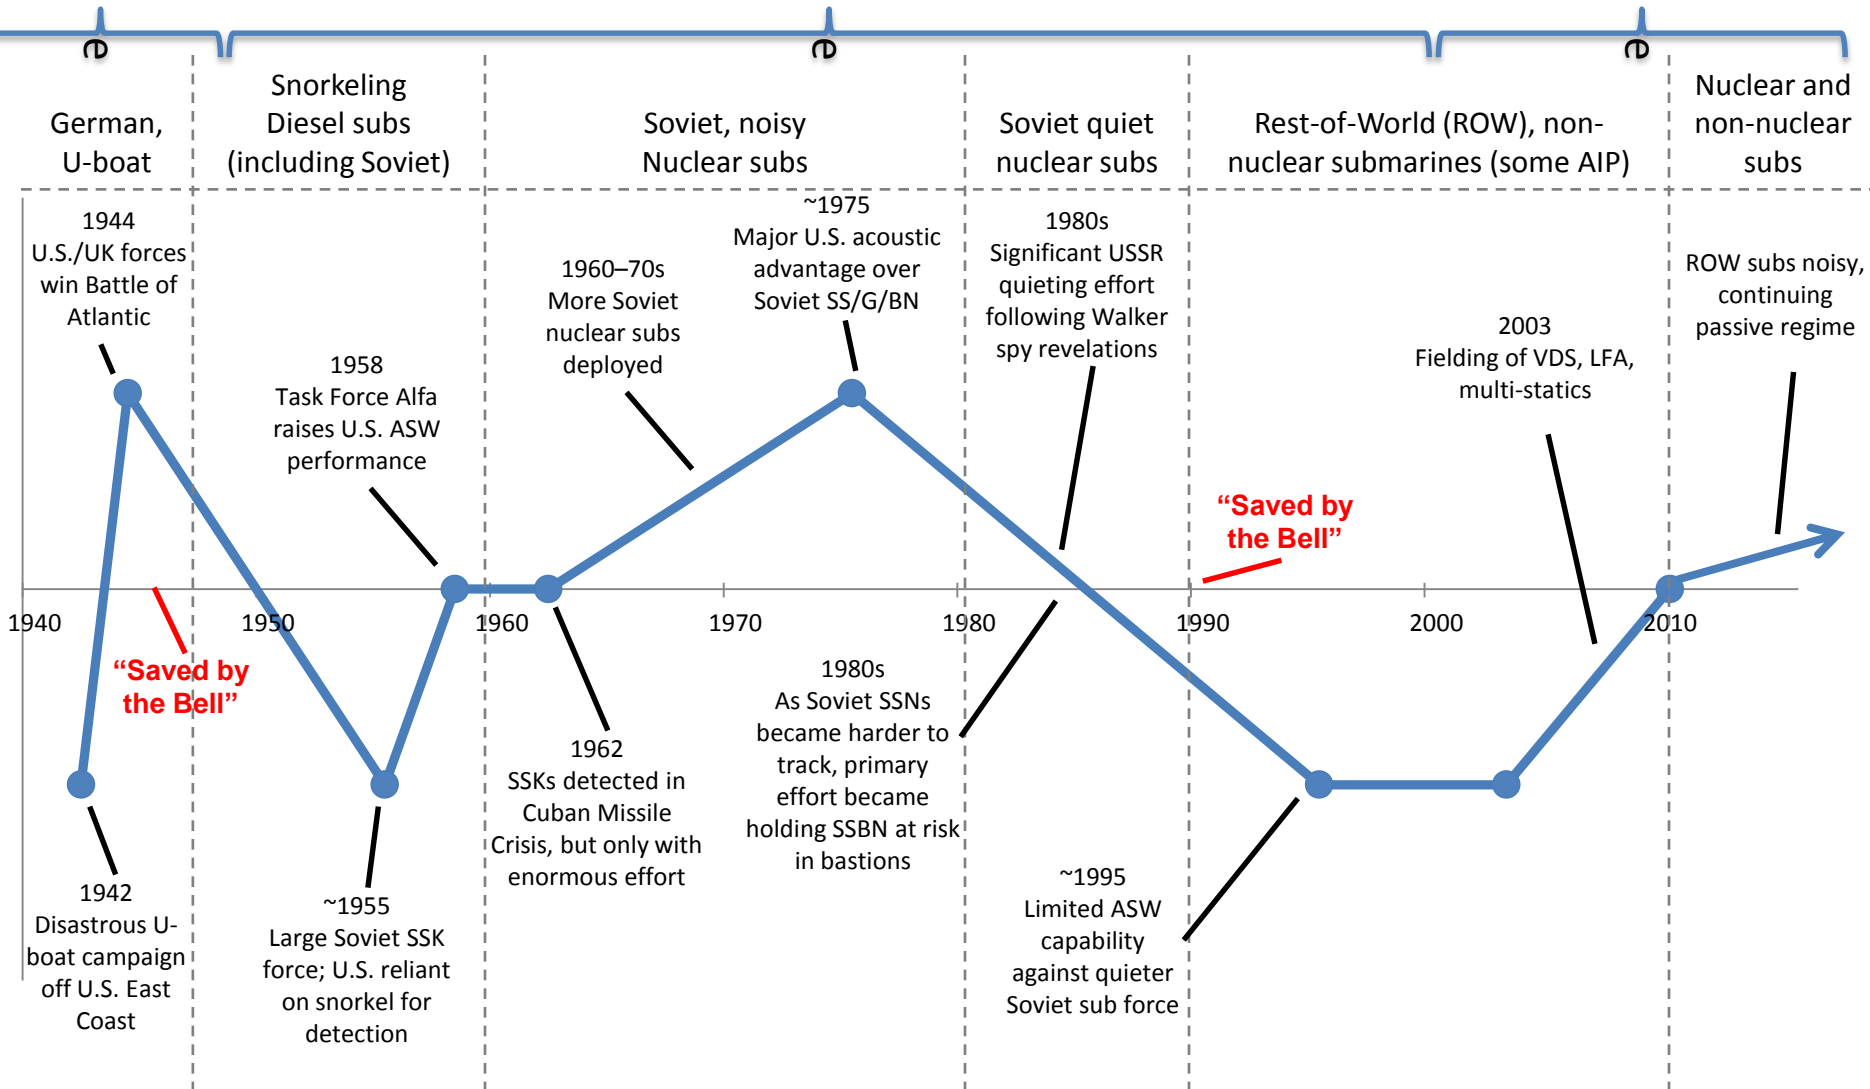 e
e
e
German,
U-boat
Snorkeling
Diesel subs
(including Soviet)
Soviet, noisy
Nuclear subs
Soviet quiet
nuclear subs
Rest-of-World (ROW), non-
nuclear submarines (some AIP)
Nuclear and
non-nuclear
subs
1944
U.S./UK forces
win Battle of
Atlantic
1958
Task Force Alfa
raises U.S. ASW
performance
1960–70s
More Soviet
nuclear subs
deployed
~1975
Major U.S. acoustic
advantage over
Soviet SS/G/BN
1980s
Significant USSR
quieting effort
following Walker
spy revelations
“Saved by
the Bell”
2003
Fielding of VDS, LFA,
multi-statics
ROW subs noisy,
continuing
passive regime
1940
1950
1960
1970
1980
1990
2000
2010
“Saved by
the Bell”
1942
Disastrous U-
boat campaign
off U.S. East
Coast
~1955
Large Soviet SSK
force; U.S. reliant
on snorkel for
detection
1962
SSKs detected in
Cuban Missile
Crisis, but only with
enormous effort
1980s
As Soviet SSNs
became harder to
track, primary
effort became
holding SSBN at risk
in bastions
~1995
Limited ASW
capability
against quieter
Soviet sub force